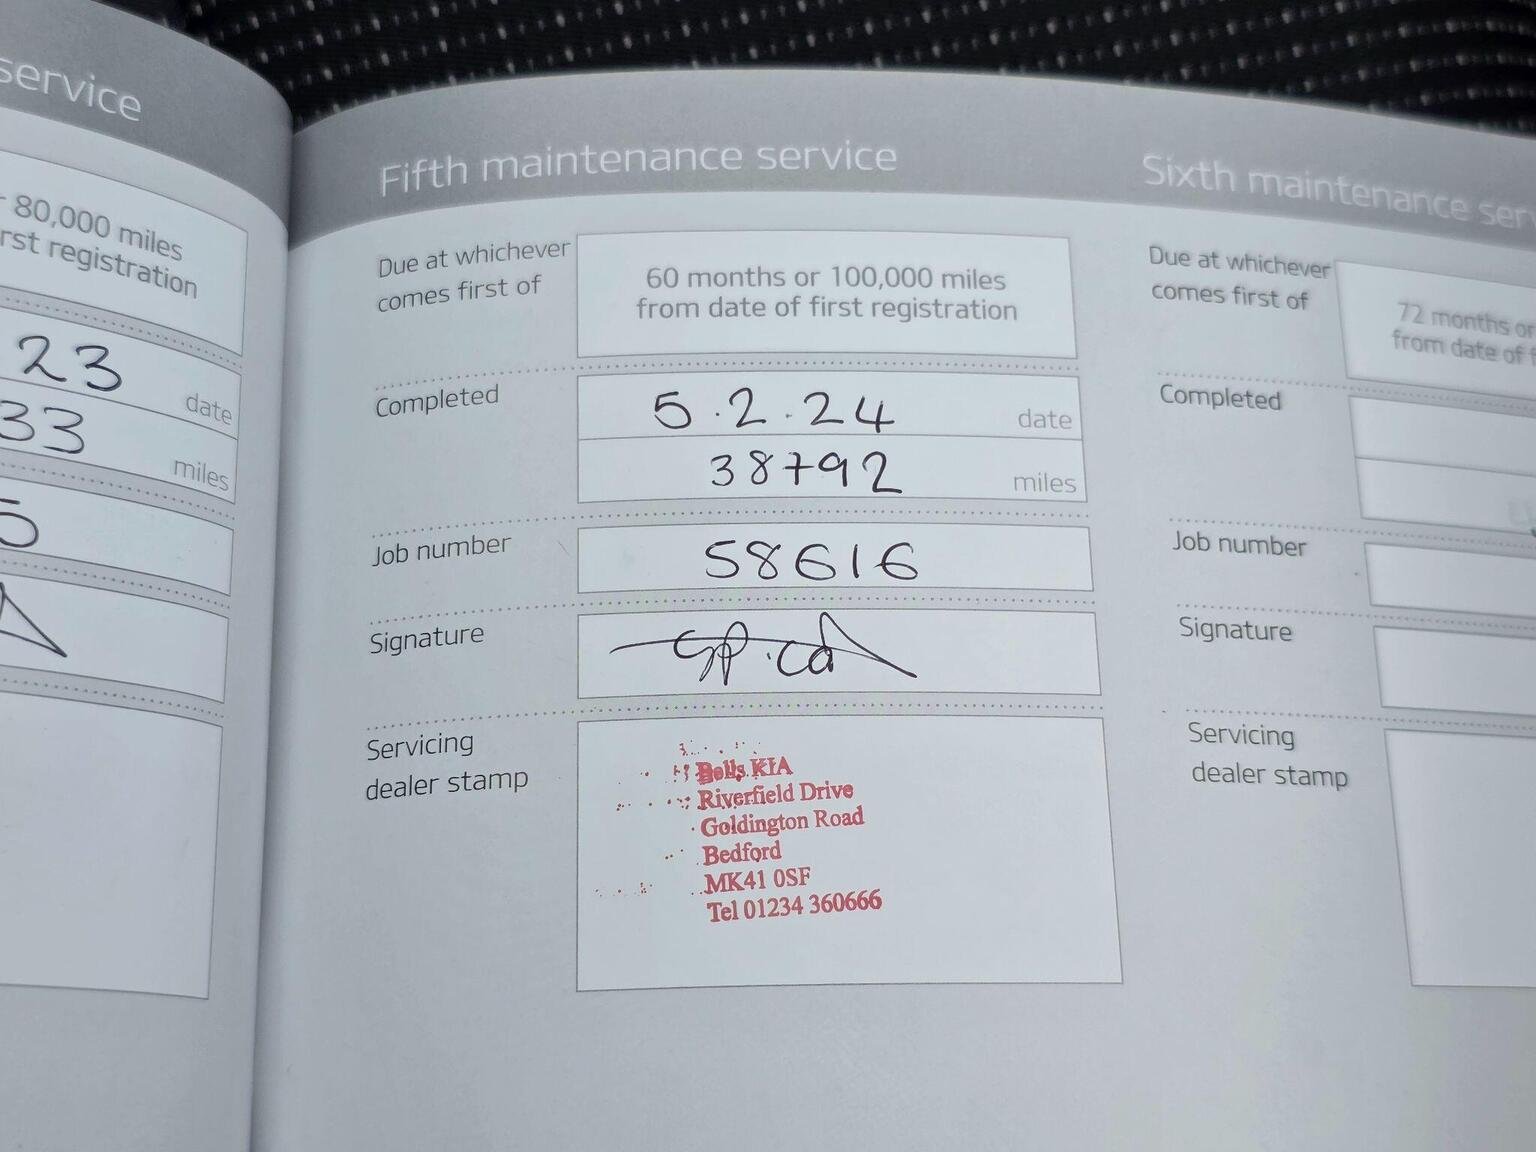 service
80,000 miles
rst registration
23
date
33
miles
5
Fifth maintenance service
Due at whichever
comes first of
60 months or 100,000 miles
from date of first registration
Completed
5.2.24
date
38792
miles
Job number
58616
Signature
Servicing
dealer stamp
Bells KIA
Riverfield Drive
Goldington Road
Bedford
MK41 0SF
Tel 01234 360666
Sixth maintenance ser
Due at whichever
comes first of
72 months or
from date of f
Completed
Job number
Signature
Servicing
dealer stamp